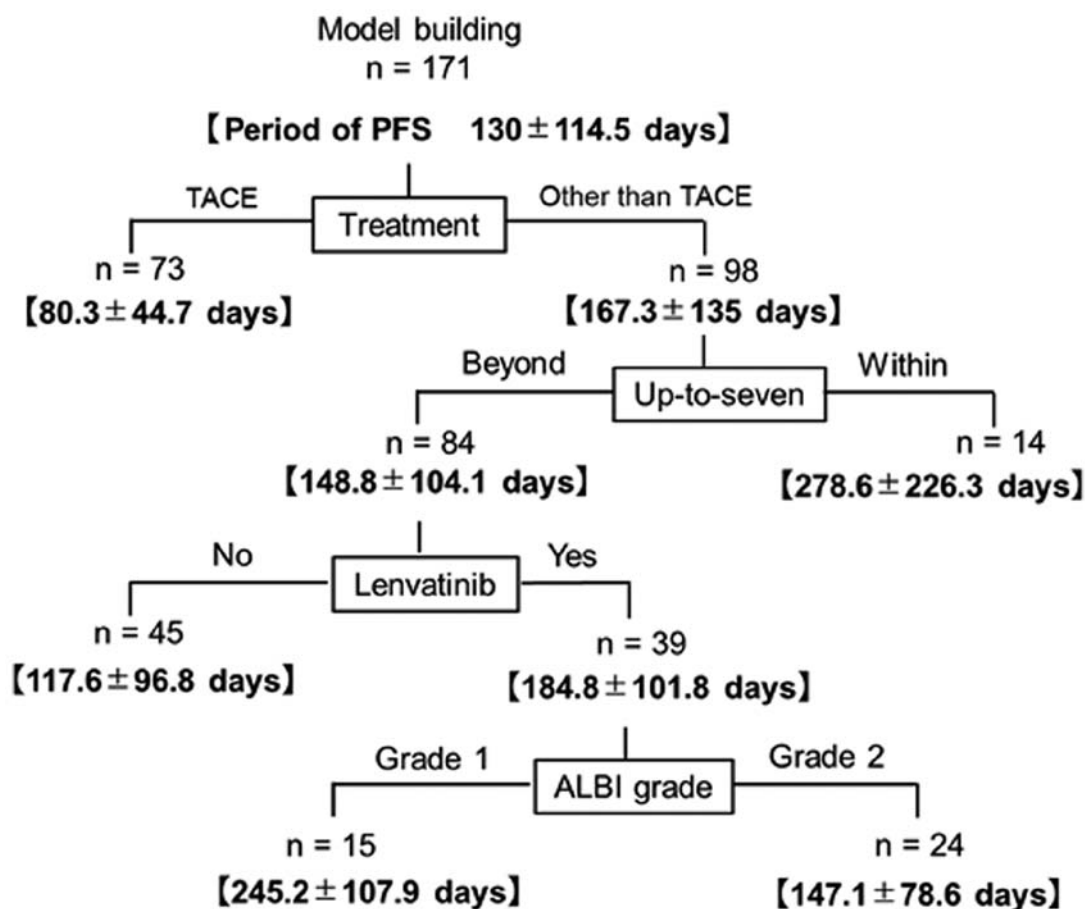 Model building
n = 171
【Period of PFS 130±114.5 days】
TACE
Treatment
Other than TACE
n = 73
【80.3±44.7 days】
n = 98
【167.3±135 days】
Beyond
Up-to-seven
Within
n = 84
【148.8±104.1 days】
n = 14
【278.6±226.3 days】
No
Lenvatinib
Yes
n = 45
【117.6±96.8 days】
n = 39
【184.8±101.8 days】
Grade 1
ALBI grade
Grade 2
n = 15
【245.2±107.9 days】
n = 24
【147.1±78.6 days】